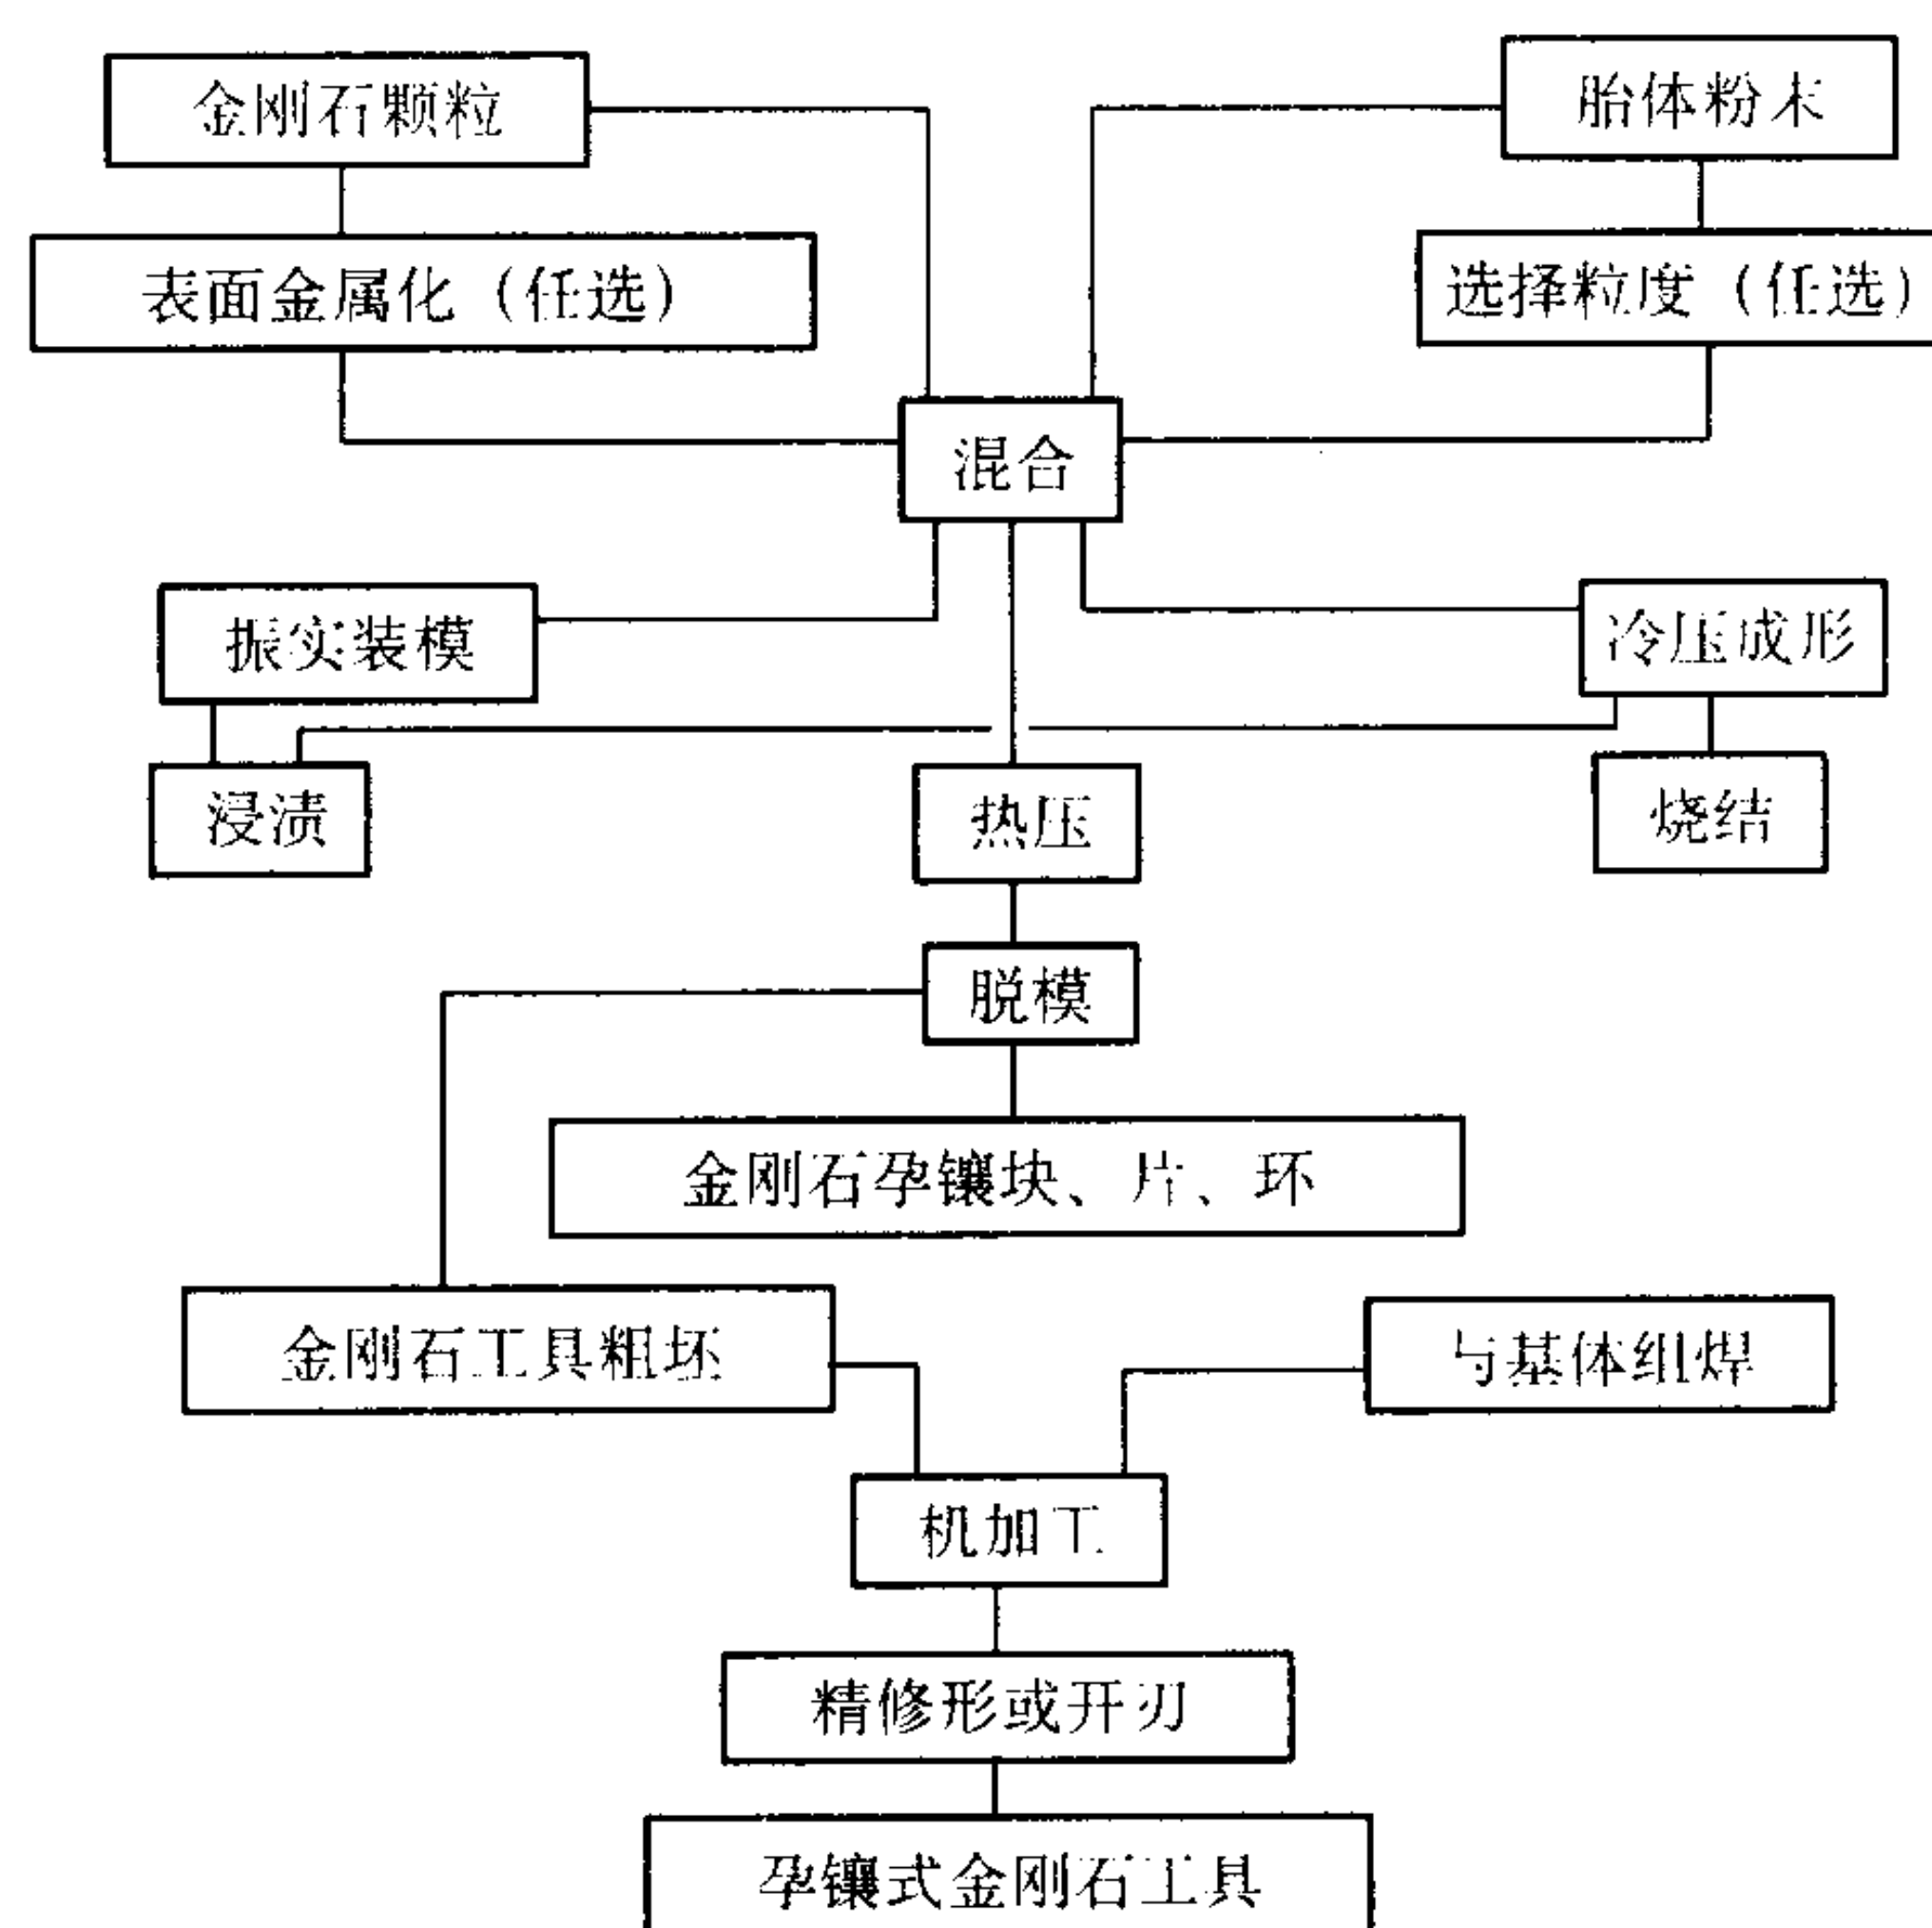 金刚石颗粒
胎体粉末
表面金属化（任选）
选择粒度（任选）
混合
振实装模
冷压成形
浸渍
热压
烧结
脱模
金刚石孕镶块、片、环
金刚石工具粗坯
与基体组焊
机加工
精修形或开刃
孕镶式金刚石工具